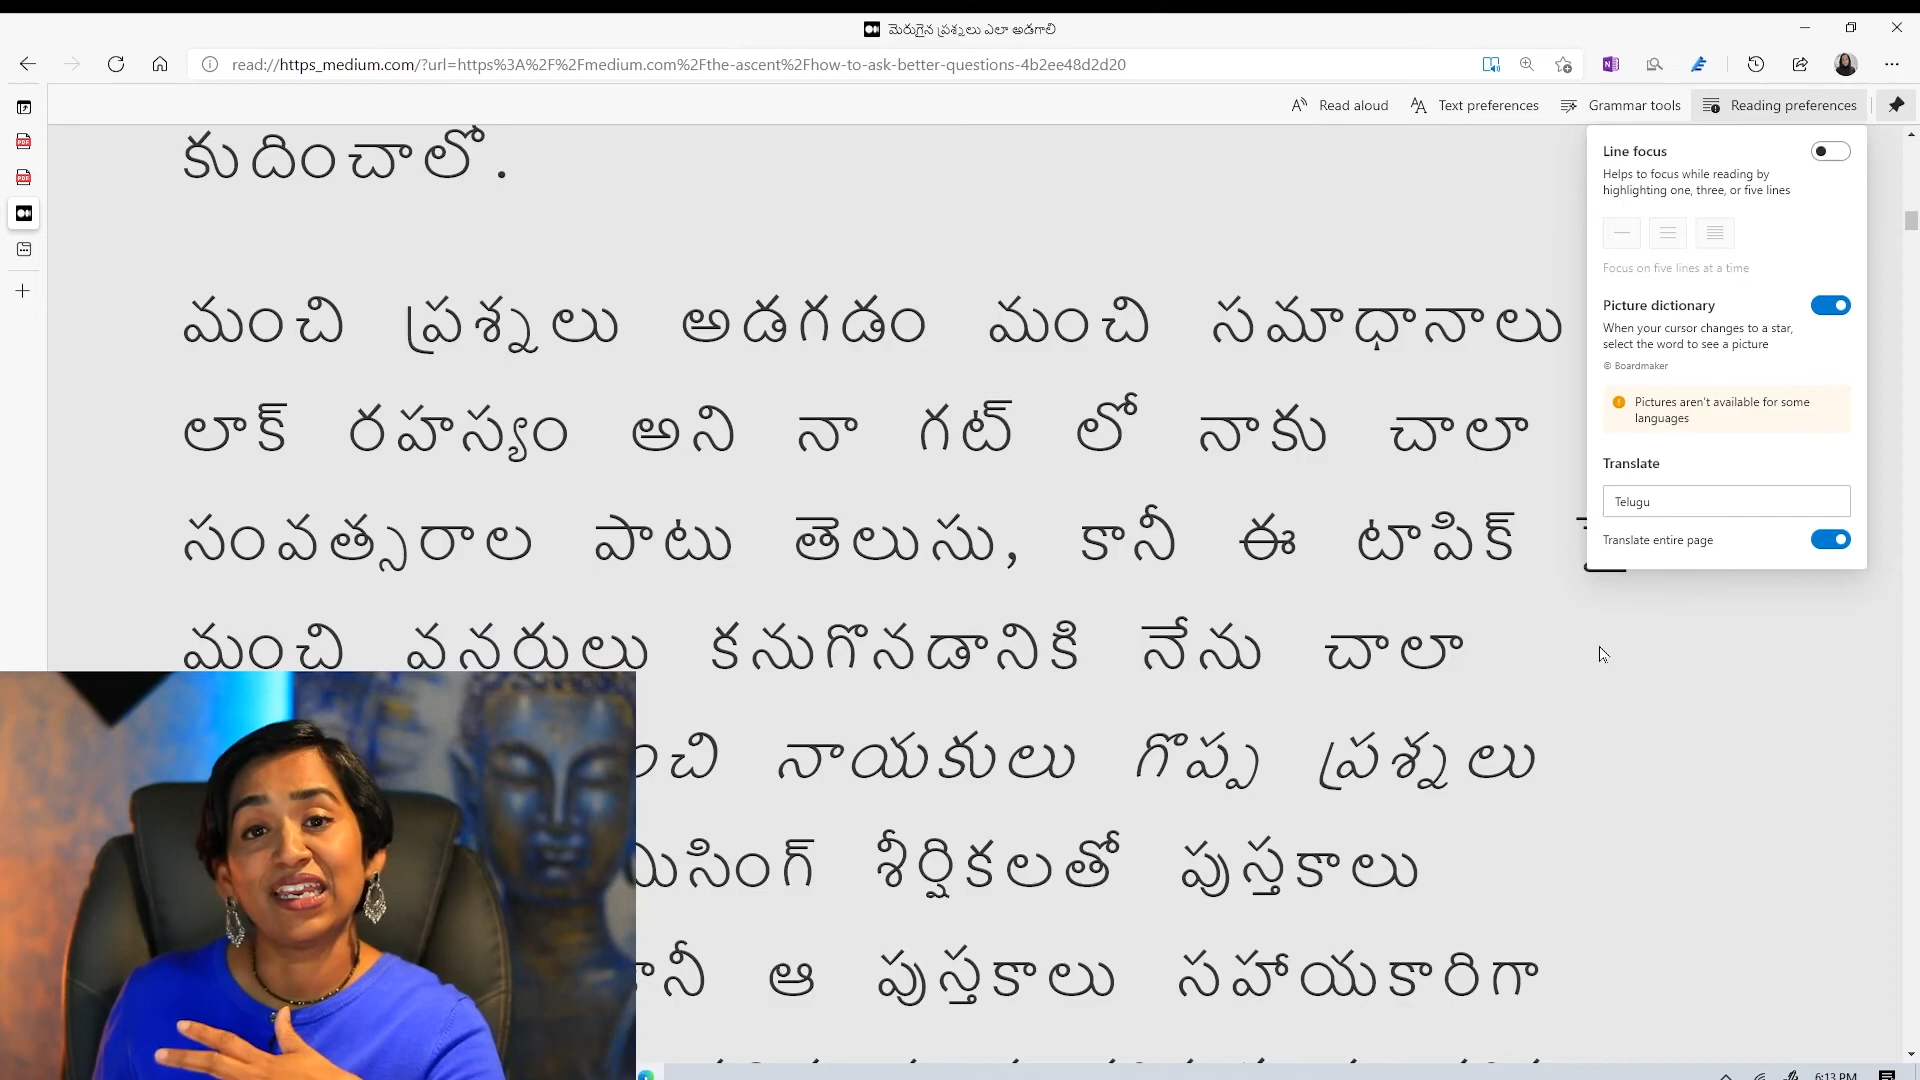 మెరుగైన ప్రశ్నలు ఎలా అడగాలి
read://https_medium.com/?url=https%3A%2F%2Fmedium.com%2Fthe-ascent%2Fhow-to-ask-better-questions-4b2ee48d2d20
Read aloud
Text preferences
Grammar tools
Reading preferences
కుదించాలో.
మంచి ప్రశ్నలు అడగడం మంచి సమాధానాలు
లాక్ రహస్యం అని నా గట్ లో నాకు చాలా
సంవత్సరాల పాటు తెలుసు, కానీ ఈ టాపిక్ పై
మంచి వనరులు కనుగొనడానికి నేను చాలా
నాయకులు గొప్ప ప్రశ్నలు
శీర్షికలతో పుస్తకాలు
ఆ పుస్తకాలు సహాయకారిగా
Line focus
Helps to focus while reading by
highlighting one, three, or five lines
Focus on five lines at a time
Picture dictionary
When your cursor changes to a star,
select the word to see a picture
© Boardmaker
Pictures aren't available for some
languages
Translate
Telugu
Translate entire page
6:13 PM